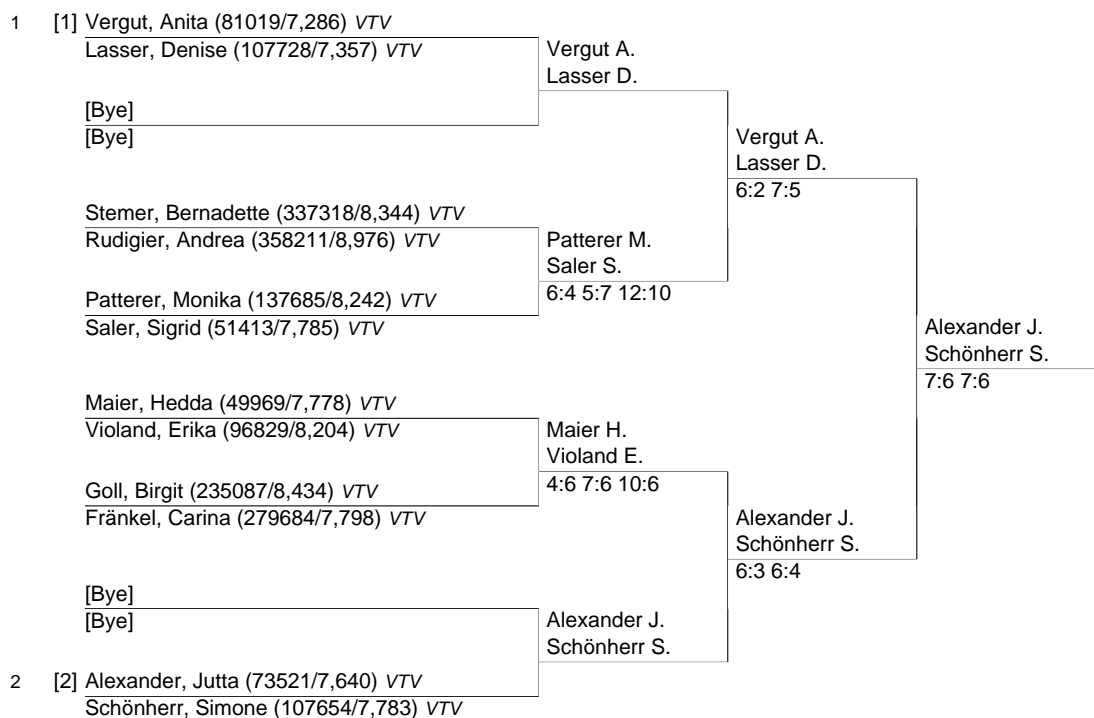 1 [1] Vergut, Anita (81019/7,286) VTV
Lasser, Denise (107728/7,357) VTV
Vergut A.
Lasser D.
[Bye]
[Bye]
Vergut A.
Lasser D.
6:2 7:5
Stemer, Bernadette (337318/8,344) VTV
Rudigier, Andrea (358211/8,976) VTV
Patterer M.
Saler S.
6:4 5:7 12:10
Patterer, Monika (137685/8,242) VTV
Saler, Sigrid (51413/7,785) VTV
Alexander J.
Schönherr S.
7:6 7:6
Maier, Hedda (49969/7,778) VTV
Violand, Erika (96829/8,204) VTV
Maier H.
Violand E.
4:6 7:6 10:6
Goll, Birgit (235087/8,434) VTV
Fränkel, Carina (279684/7,798) VTV
Alexander J.
Schönherr S.
6:3 6:4
[Bye]
[Bye]
Alexander J.
Schönherr S.
2 [2] Alexander, Jutta (73521/7,640) VTV
Schönherr, Simone (107654/7,783) VTV